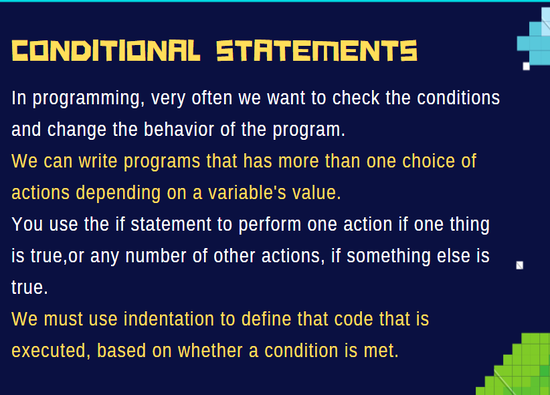 CONDITIONAL STATEMENTS
In programming, very often we want to check the conditions
and change the behavior of the program.
We can write programs that has more than one choice of
actions depending on a variable's value.
You use the if statement to perform one action if one thing
is true,or any number of other actions, if something else is
true.
We must use indentation to define that code that is
executed, based on whether a condition is met.